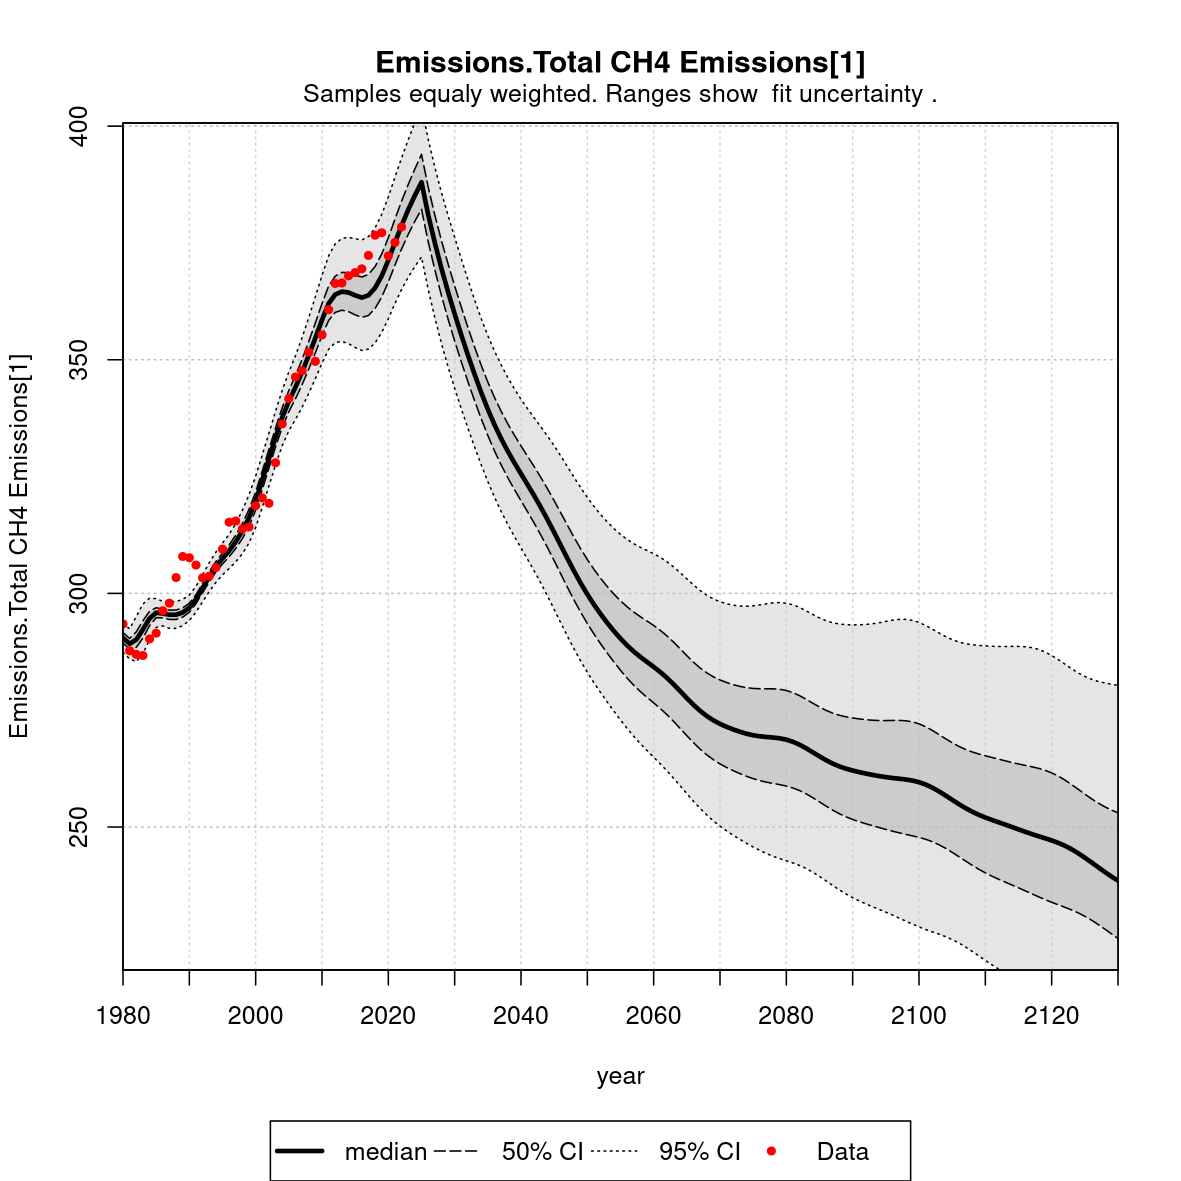 Emissions.Total CH4 Emissions[1]
Samples equaly weighted. Ranges show  fit uncertainty .
Emissions.Total CH4 Emissions[1]
400
350
300
250
1980 2000 2020 2040 2060 2080 2100 2120
year
median 50% CI 95% CI Data